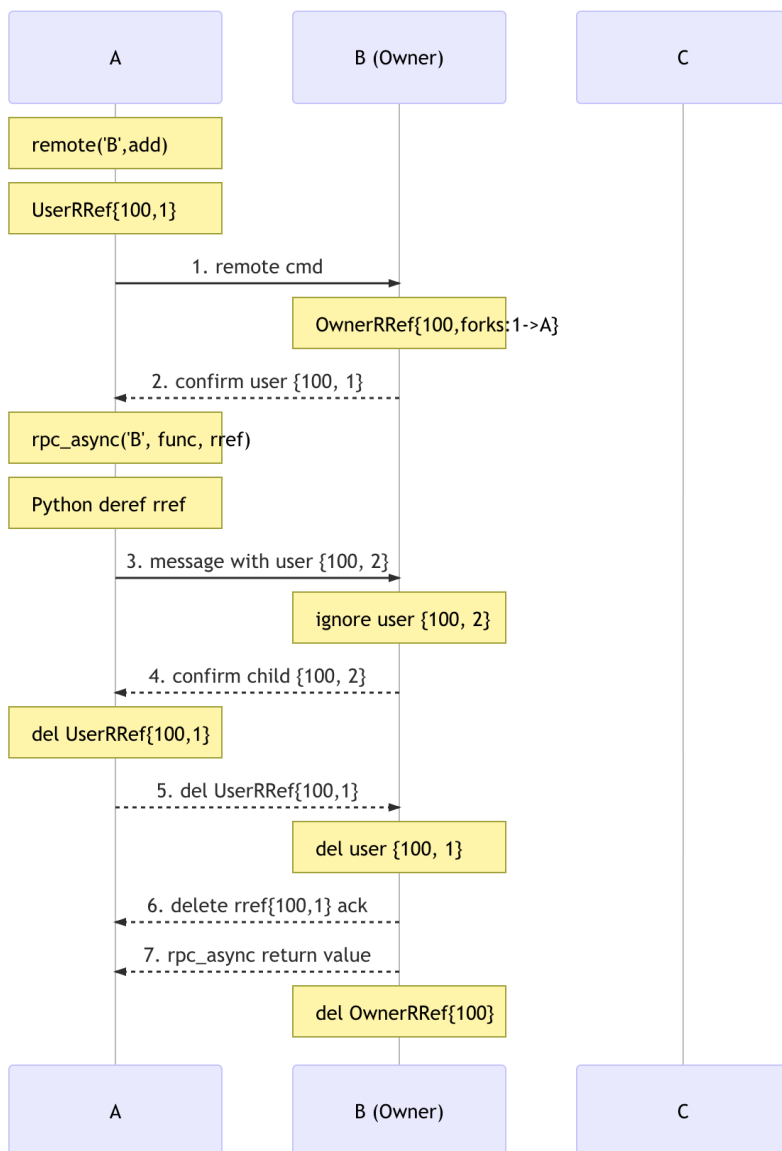 A
B (Owner)
C
remote('B',add)
UserRRef{100,1}
1. remote cmd
OwnerRRef{100,forks:1->A}
2. confirm user {100, 1}
rpc_async('B', func, rref)
Python deref rref
3. message with user {100, 2}
ignore user {100, 2}
4. confirm child {100, 2}
del UserRRef{100,1}
5. del UserRRef{100,1}
del user {100, 1}
6. delete rref{100,1} ack
7. rpc_async return value
del OwnerRRef{100}
A
B (Owner)
C